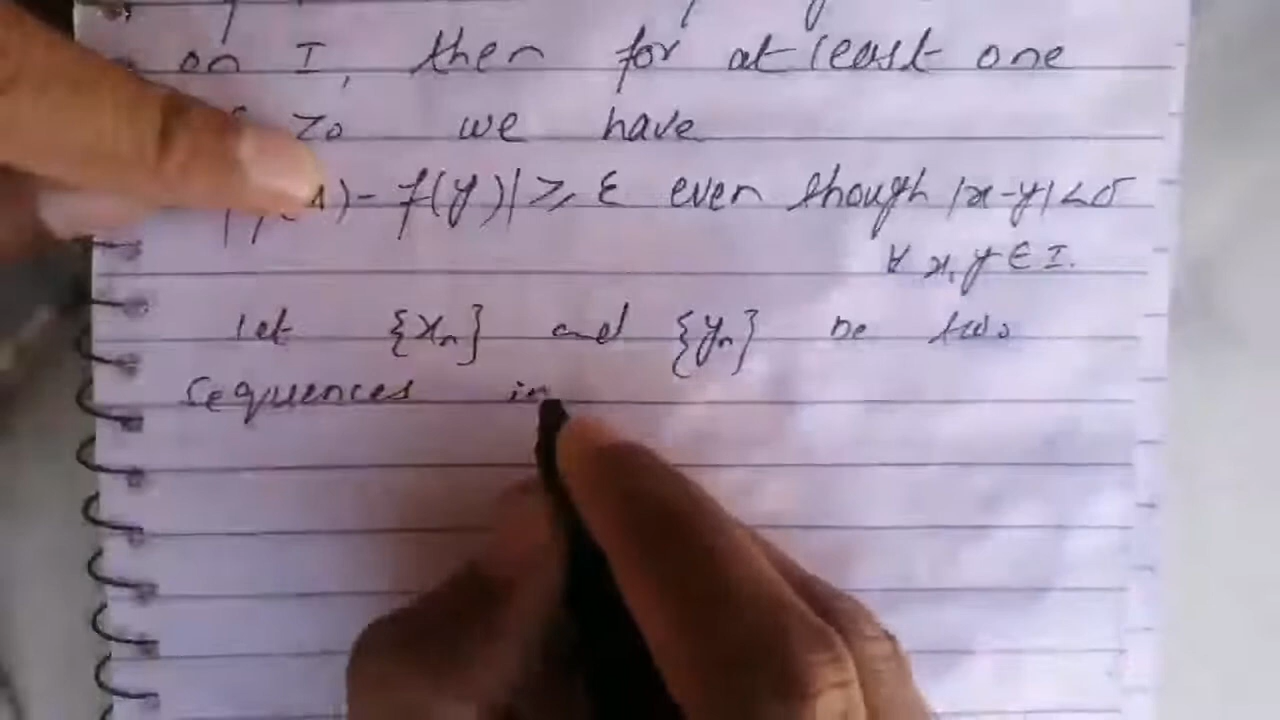 on I, then for at least one
>0 we have
)-f(y)| ≥ ε even though |x-y|<δ
∀ x, y ∈ I.
let {xn} and {yn} be two
sequences in